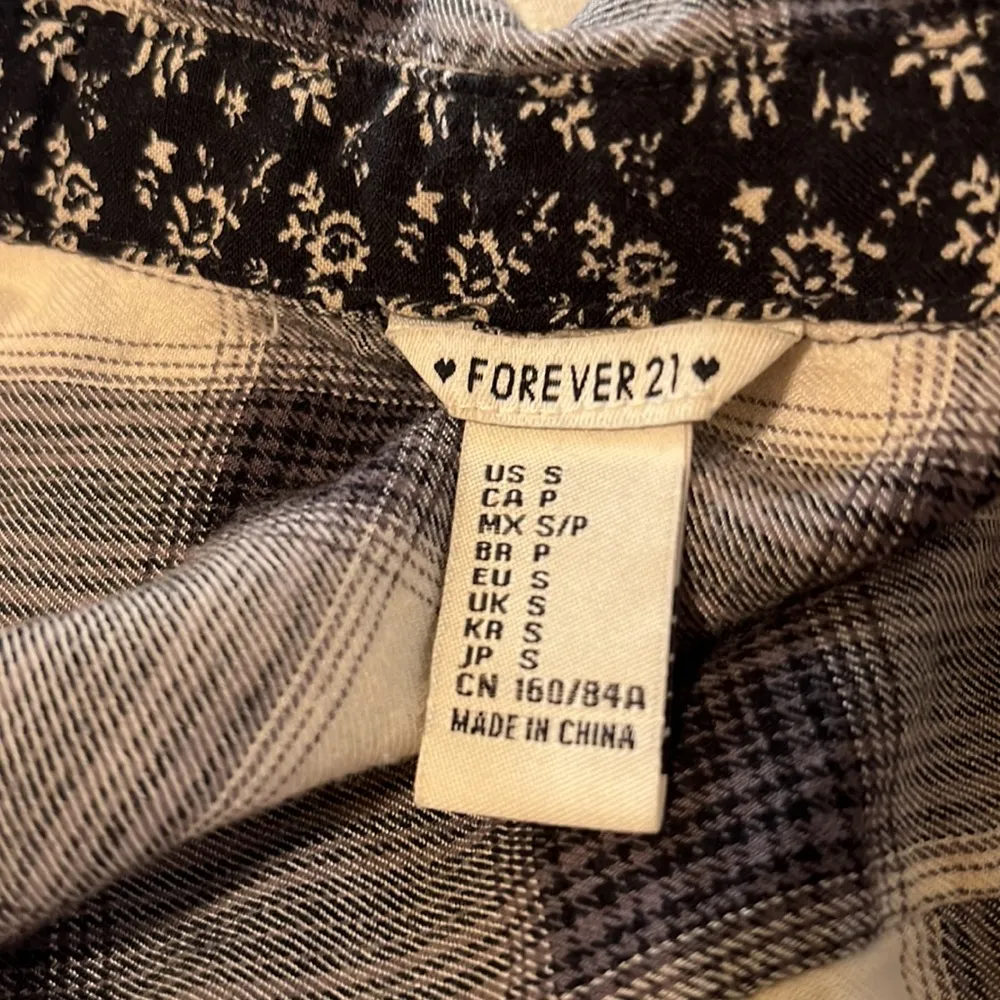 ♥ FOREVER 21 ♥
US S
CA P
MX S/P
BR P
EU S
UK S
KR S
JP S
CN 160/84A
MADE IN CHINA